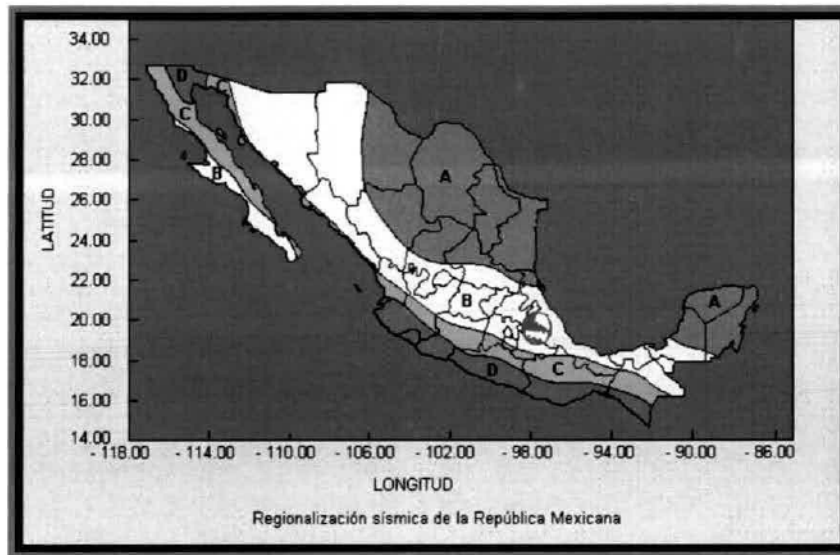 34.00
32.00
30.00
28.00
26.00
24.00
22.00
20.00
18.00
16.00
14.00
LATITUD
D
C
B
A
B
A
D
C
- 118.00 - 114.00 - 110.00 - 106.00 - 102.00 - 98.00 - 94.00 - 90.00 - 86.00
LONGITUD
Regionalización sísmica de la República Mexicana